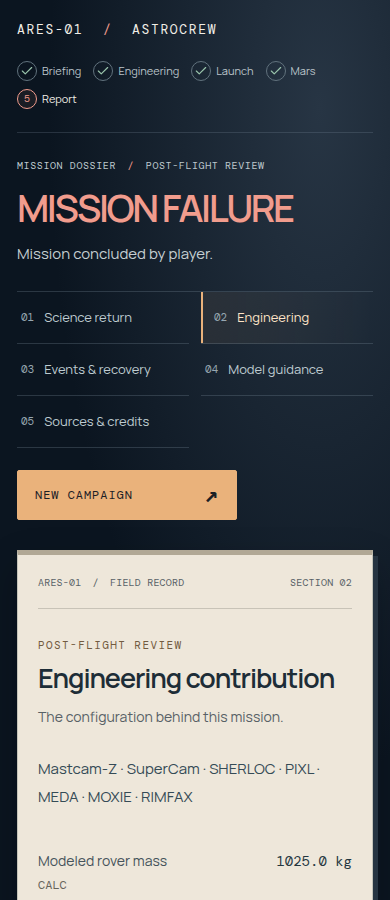 ARES-01 / ASTROCREW
Briefing Engineering Launch Mars
5 Report
MISSION DOSSIER / POST-FLIGHT REVIEW
MISSION FAILURE
Mission concluded by player.
01 Science return
02 Engineering
03 Events & recovery
04 Model guidance
05 Sources & credits
NEW CAMPAIGN ↗
ARES-01 / FIELD RECORD SECTION 02
POST-FLIGHT REVIEW
Engineering contribution
The configuration behind this mission.
Mastcam-Z · SuperCam · SHERLOC · PIXL ·
MEDA · MOXIE · RIMFAX
Modeled rover mass 1025.0 kg
CALC